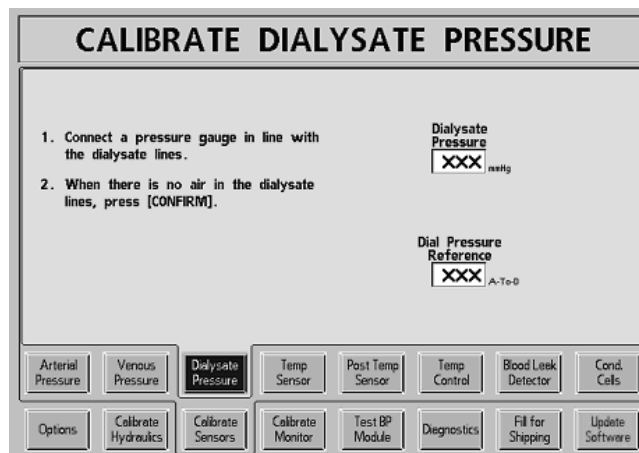 CALIBRATE DIALYSATE PRESSURE
1. Connect a pressure gauge in line with
the dialysate lines.
2. When there is no air in the dialysate
lines, press [CONFIRM].
Dialysate
Pressure
XXX mmHg
Dial Pressure
Reference
XXX A-To-D
Arterial
Pressure
Venous
Pressure
Dialysate
Pressure
Temp
Sensor
Post Temp
Sensor
Temp
Control
Blood Leak
Detector
Cond.
Cells
Options
Calibrate
Hydraulics
Calibrate
Sensors
Calibrate
Monitor
Test BP
Module
Diagnostics
Fill for
Shipping
Update
Software